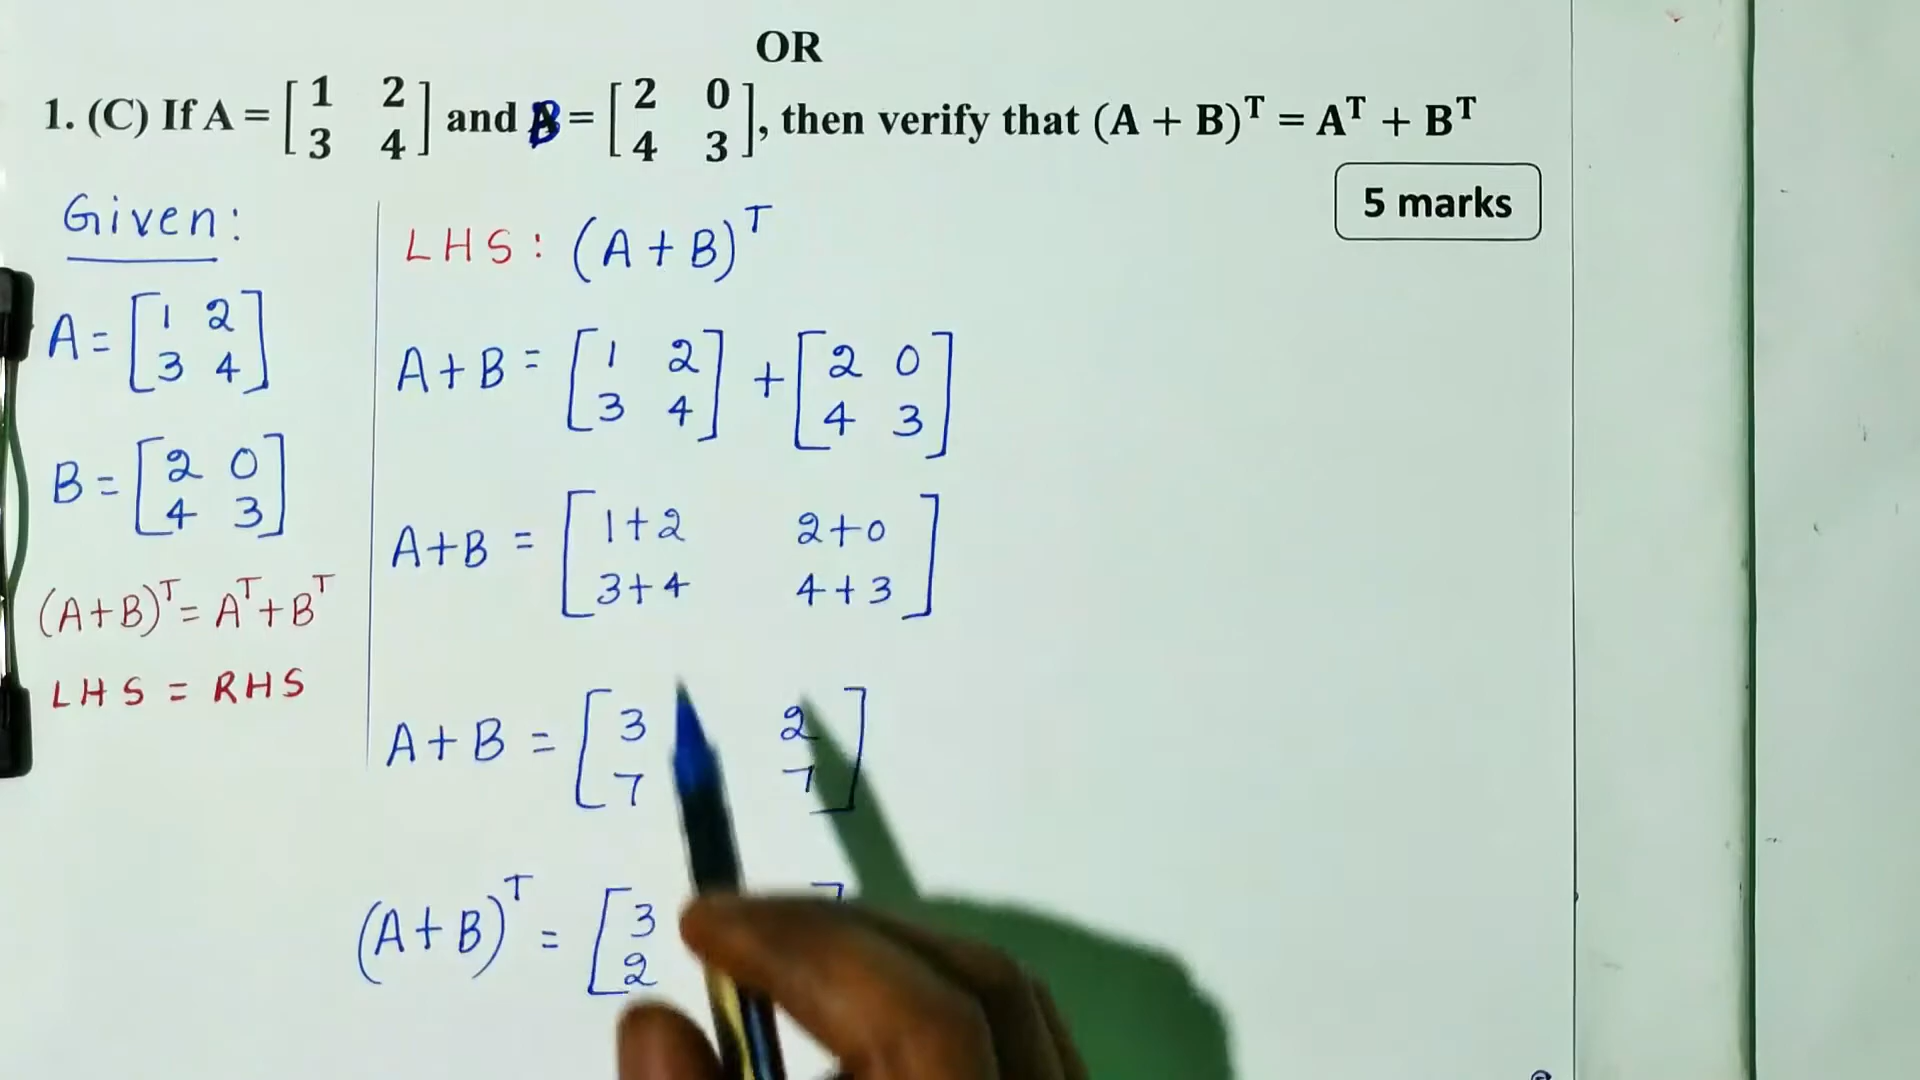 OR
1. (C) If A = [1 2 3 4] and B = [2 0 4 3], then verify that (A + B)ᵀ = Aᵀ + Bᵀ
5 marks
Given:
A = [1 2
3 4]
B = [2 0
4 3]
(A+B)ᵀ = Aᵀ + Bᵀ
LHS = RHS
LHS : (A + B)ᵀ
A + B = [1 2 + [2 0
3 4] 4 3]
A+B = [1+2 2+0
3+4 4+3]
A+B = [3 2
7 7]
(A+B)ᵀ = [3
2